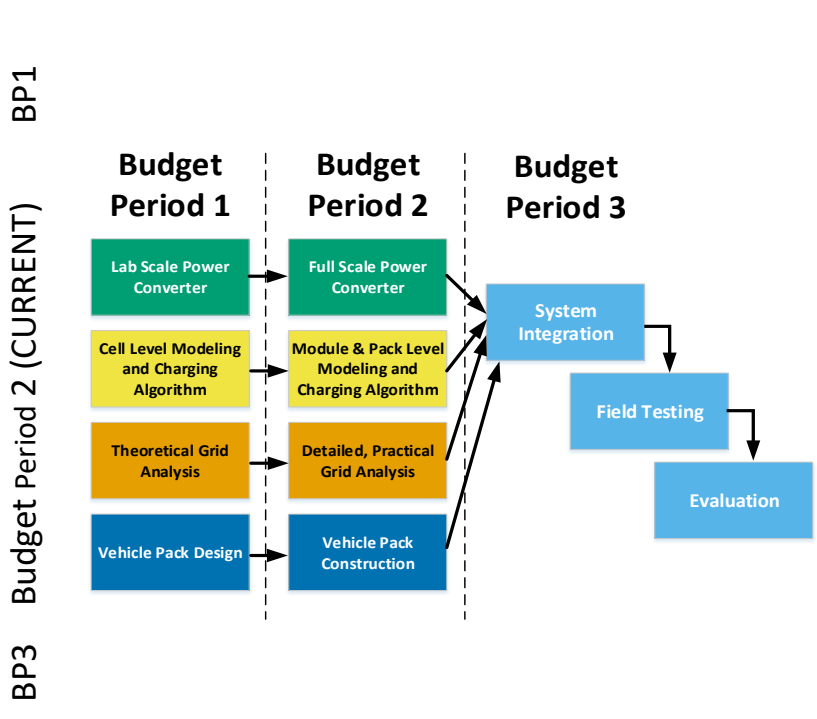 BP1
Budget Period 2 (CURRENT)
BP3
Budget
Period 1
Budget
Period 2
Budget
Period 3
Lab Scale Power
Converter
Full Scale Power
Converter
System
Integration
Cell Level Modeling
and Charging
Algorithm
Module & Pack Level
Modeling and
Charging Algorithm
Field Testing
Theoretical Grid
Analysis
Detailed, Practical
Grid Analysis
Evaluation
Vehicle Pack Design
Vehicle Pack
Construction